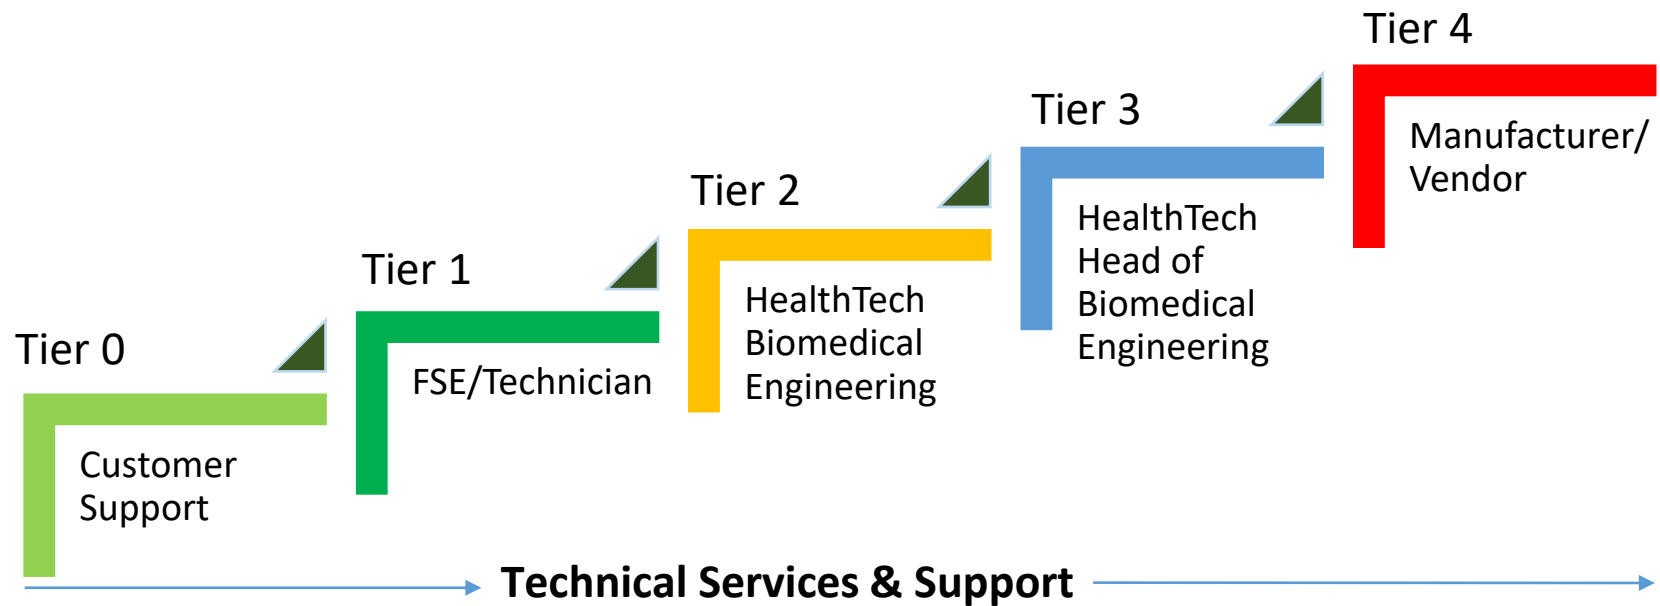 Tier 0
Customer
Support
Tier 1
FSE/Technician
Tier 2
HealthTech
Biomedical
Engineering
Tier 3
HealthTech
Head of
Biomedical
Engineering
Tier 4
Manufacturer/
Vendor
Technical Services & Support